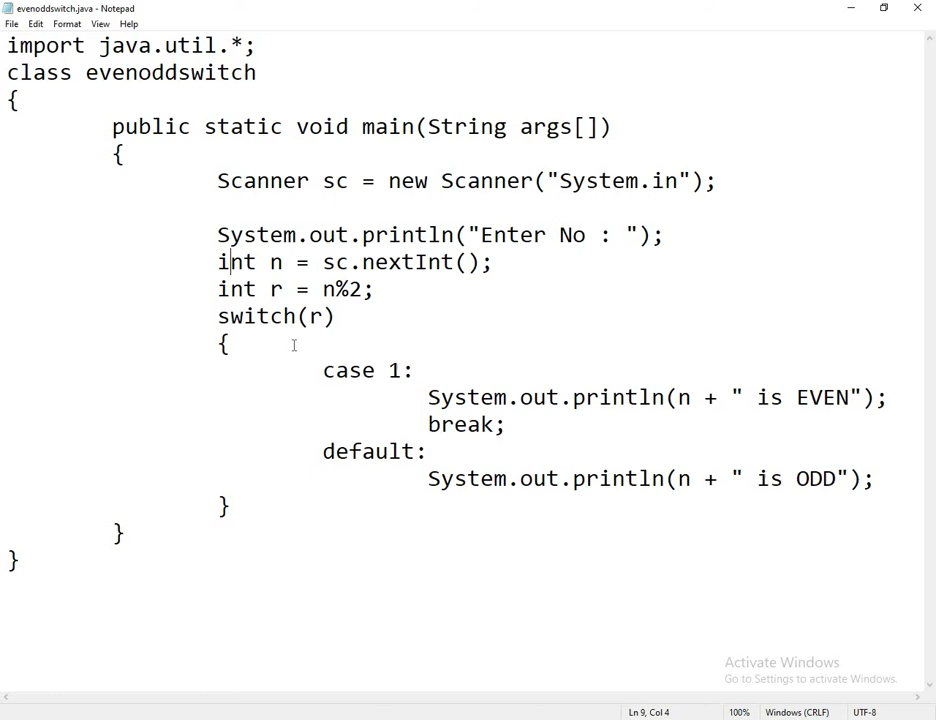 evenoddswitch.java - Notepad
File Edit Format View Help
import java.util.*;
class evenoddswitch
{
public static void main(String args[])
{
Scanner sc = new Scanner("System.in");
System.out.println("Enter No : ");
int n = sc.nextInt();
int r = n%2;
switch(r)
{
case 1:
System.out.println(n + " is EVEN");
break;
default:
System.out.println(n + " is ODD");
}
}
}
Activate Windows
Go to Settings to activate Windows.
Ln 9, Col 4 100% Windows (CRLF) UTF-8